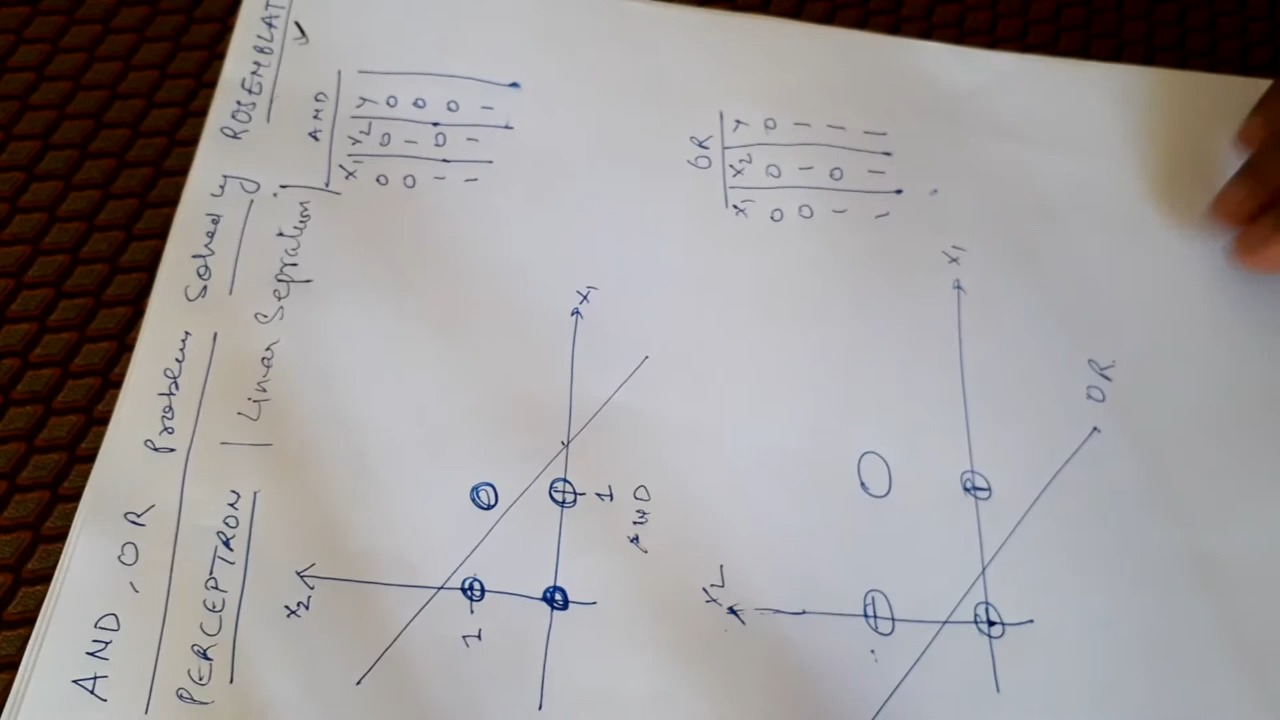 AND, OR Problem Solved by ROSEMBLAT
PERCEPTRON | Linear Sepration |
AND
X1 X2 Y
0 0 0
0 1 0
1 0 0
1 1 1
X2
1
X1
1
AND
OR
X1 X2 Y
0 0 0
0 1 1
1 0 1
1 1 1
X2
X1
OR